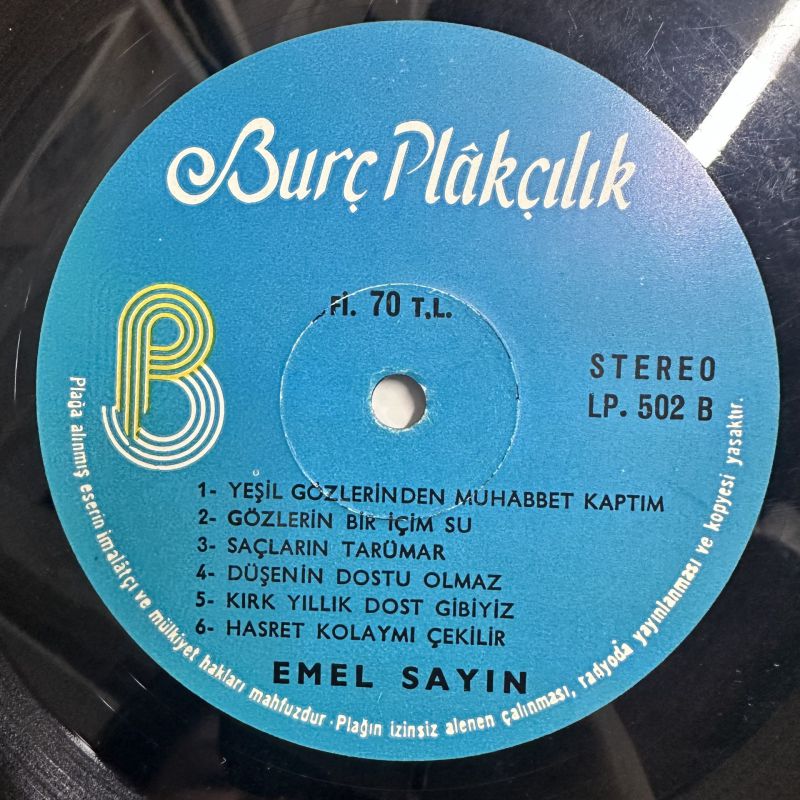 Burç Plâkçılık
Fİ. 70 T.L.
B
STEREO
LP. 502 B
1- YEŞİL GÖZLERİNDEN MUHABBET KAPTIM
2- GÖZLERİN BİR İÇİM SU
3- SAÇLARIN TARÜMAR
4- DÜŞENİN DOSTU OLMAZ
5- KIRK YILLIK DOST GİBİYİZ
6- HASRET KOLAYMI ÇEKİLİR
EMEL SAYIN
Plağa alınmış eserin imalâtçı ve mülkiyet hakları mahfuzdur · Plağın izinsiz alenen çalınması, radyoda yayınlanması ve kopyesi yasaktır.